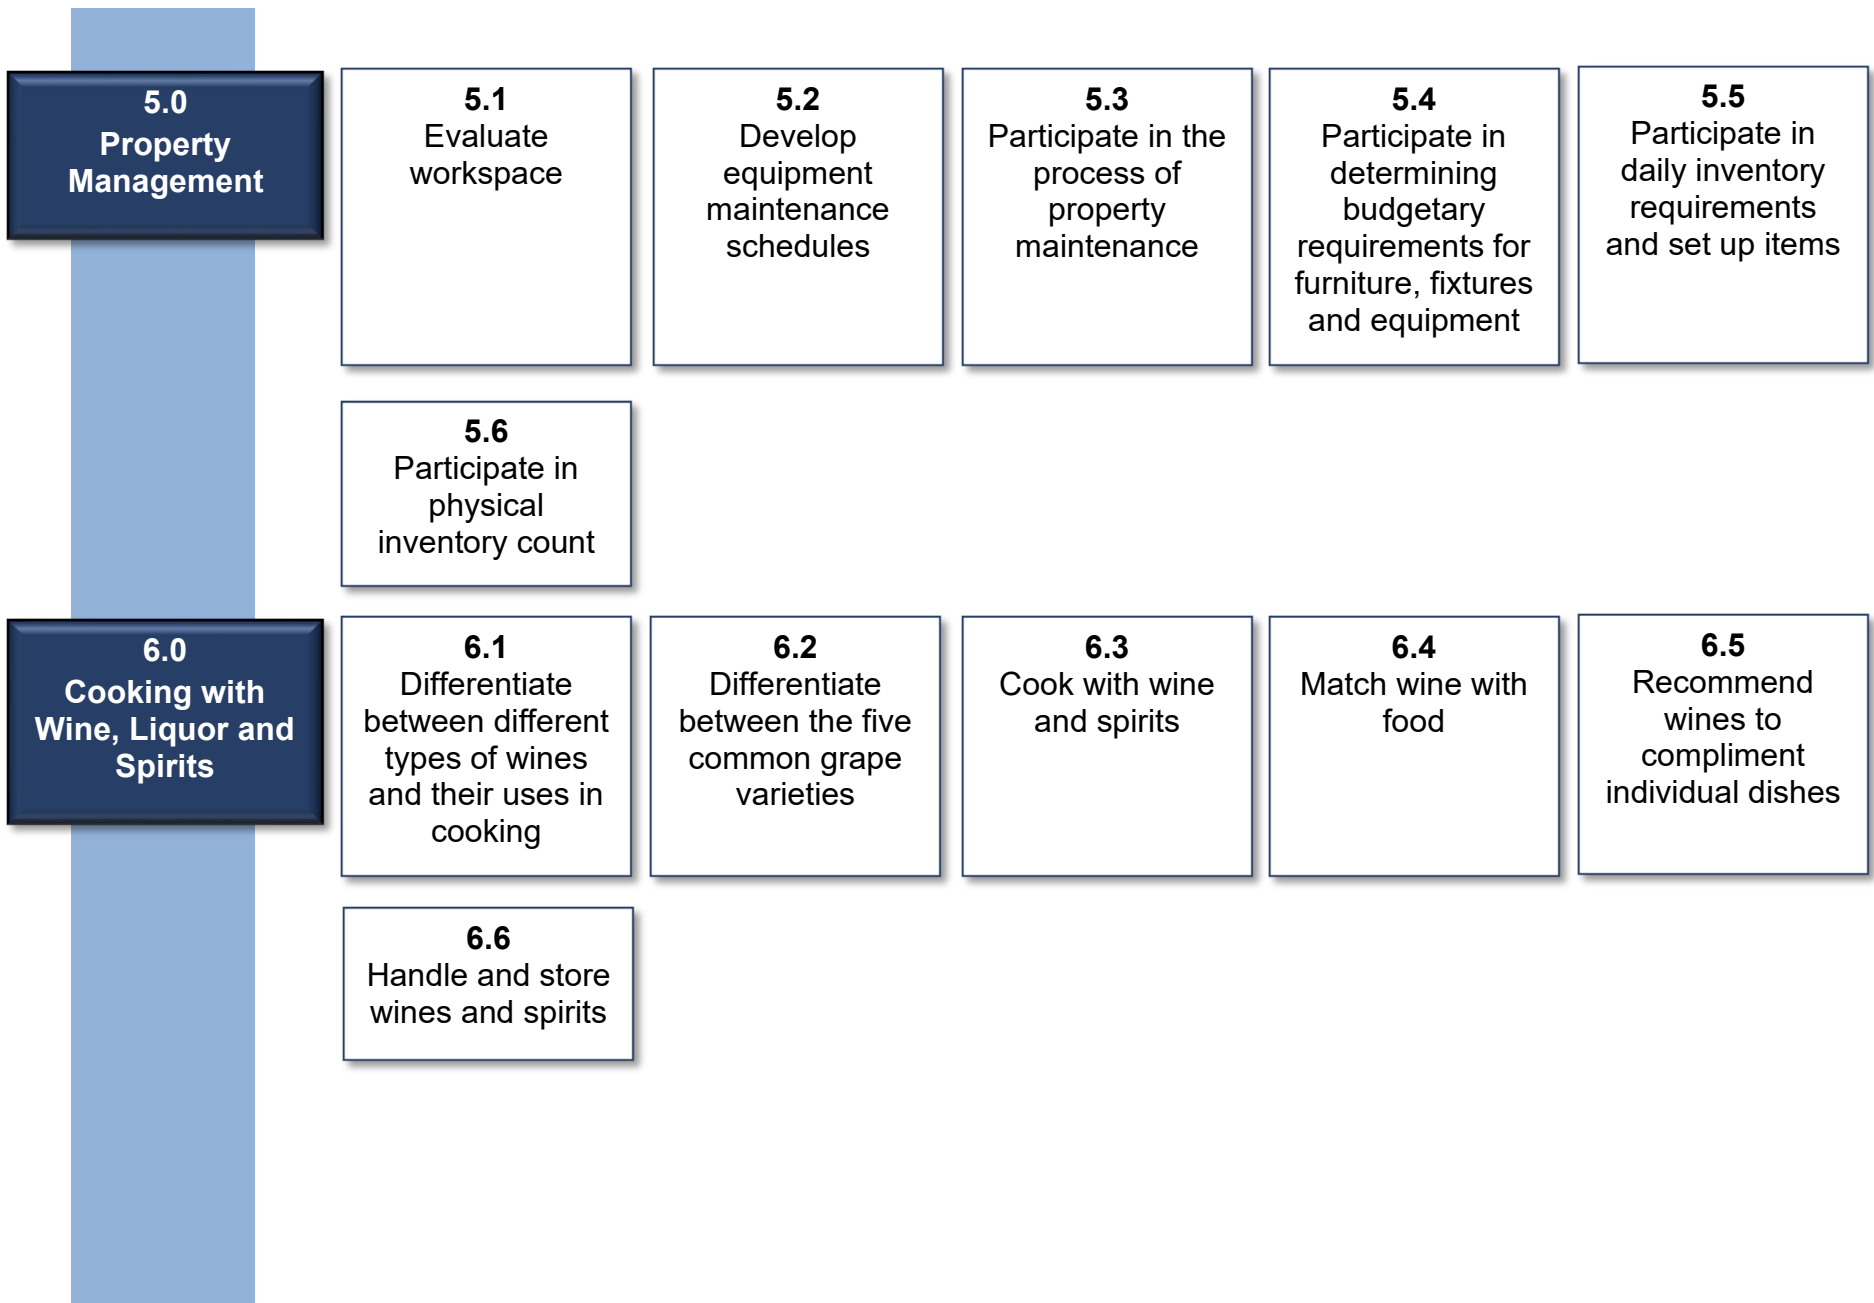 5.0
Property
Management
5.1
Evaluate
workspace
5.2
Develop
equipment
maintenance
schedules
5.3
Participate in the
process of
property
maintenance
5.4
Participate in
determining
budgetary
requirements for
furniture, fixtures
and equipment
5.5
Participate in
daily inventory
requirements
and set up items
5.6
Participate in
physical
inventory count
6.0
Cooking with
Wine, Liquor and
Spirits
6.1
Differentiate
between different
types of wines
and their uses in
cooking
6.2
Differentiate
between the five
common grape
varieties
6.3
Cook with wine
and spirits
6.4
Match wine with
food
6.5
Recommend
wines to
compliment
individual dishes
6.6
Handle and store
wines and spirits